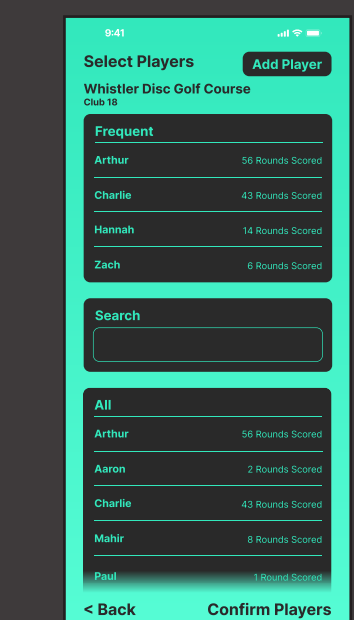 9:41
Select Players
Add Player
Whistler Disc Golf Course
Club 18
Frequent
Arthur 56 Rounds Scored
Charlie 43 Rounds Scored
Hannah 14 Rounds Scored
Zach 6 Rounds Scored
Search
All
Arthur 56 Rounds Scored
Aaron 2 Rounds Scored
Charlie 43 Rounds Scored
Mahir 8 Rounds Scored
Paul 1 Round Scored
< Back Confirm Players